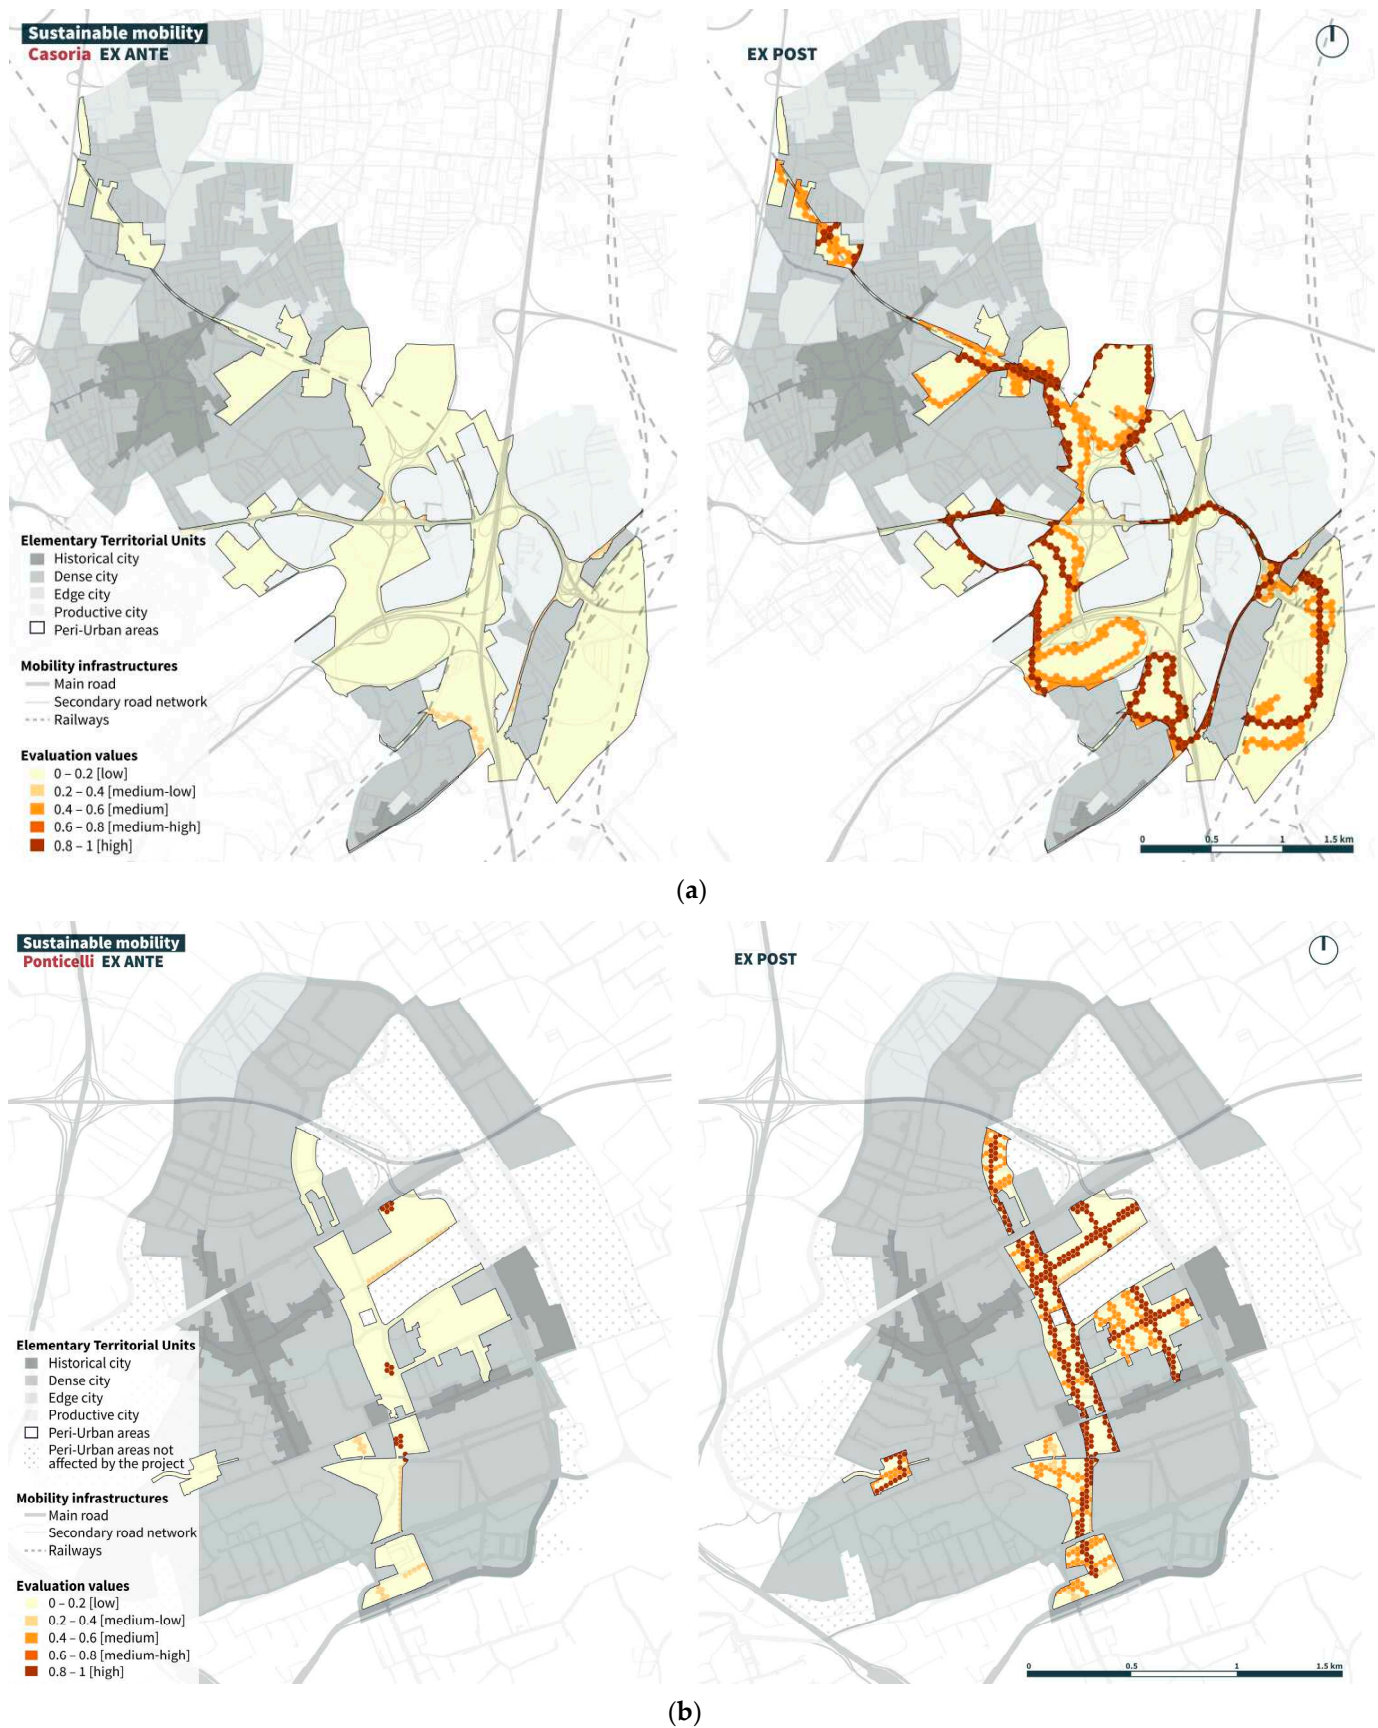 Sustainable mobility
Casoria EX ANTE
EX POST
Elementary Territorial Units
Historical city
Dense city
Edge city
Productive city
Peri-Urban areas
Mobility infrastructures
Main road
Secondary road network
Railways
Evaluation values
0 – 0.2 [low]
0.2 – 0.4 [medium-low]
0.4 – 0.6 [medium]
0.6 – 0.8 [medium-high]
0.8 – 1 [high]
0 0.5 1 1.5 km
(a)
Sustainable mobility
Ponticelli EX ANTE
EX POST
Elementary Territorial Units
Historical city
Dense city
Edge city
Productive city
Peri-Urban areas
Peri-Urban areas not
affected by the project
Mobility infrastructures
Main road
Secondary road network
Railways
Evaluation values
0 – 0.2 [low]
0.2 – 0.4 [medium-low]
0.4 – 0.6 [medium]
0.6 – 0.8 [medium-high]
0.8 – 1 [high]
0 0.5 1 1.5 km
(b)